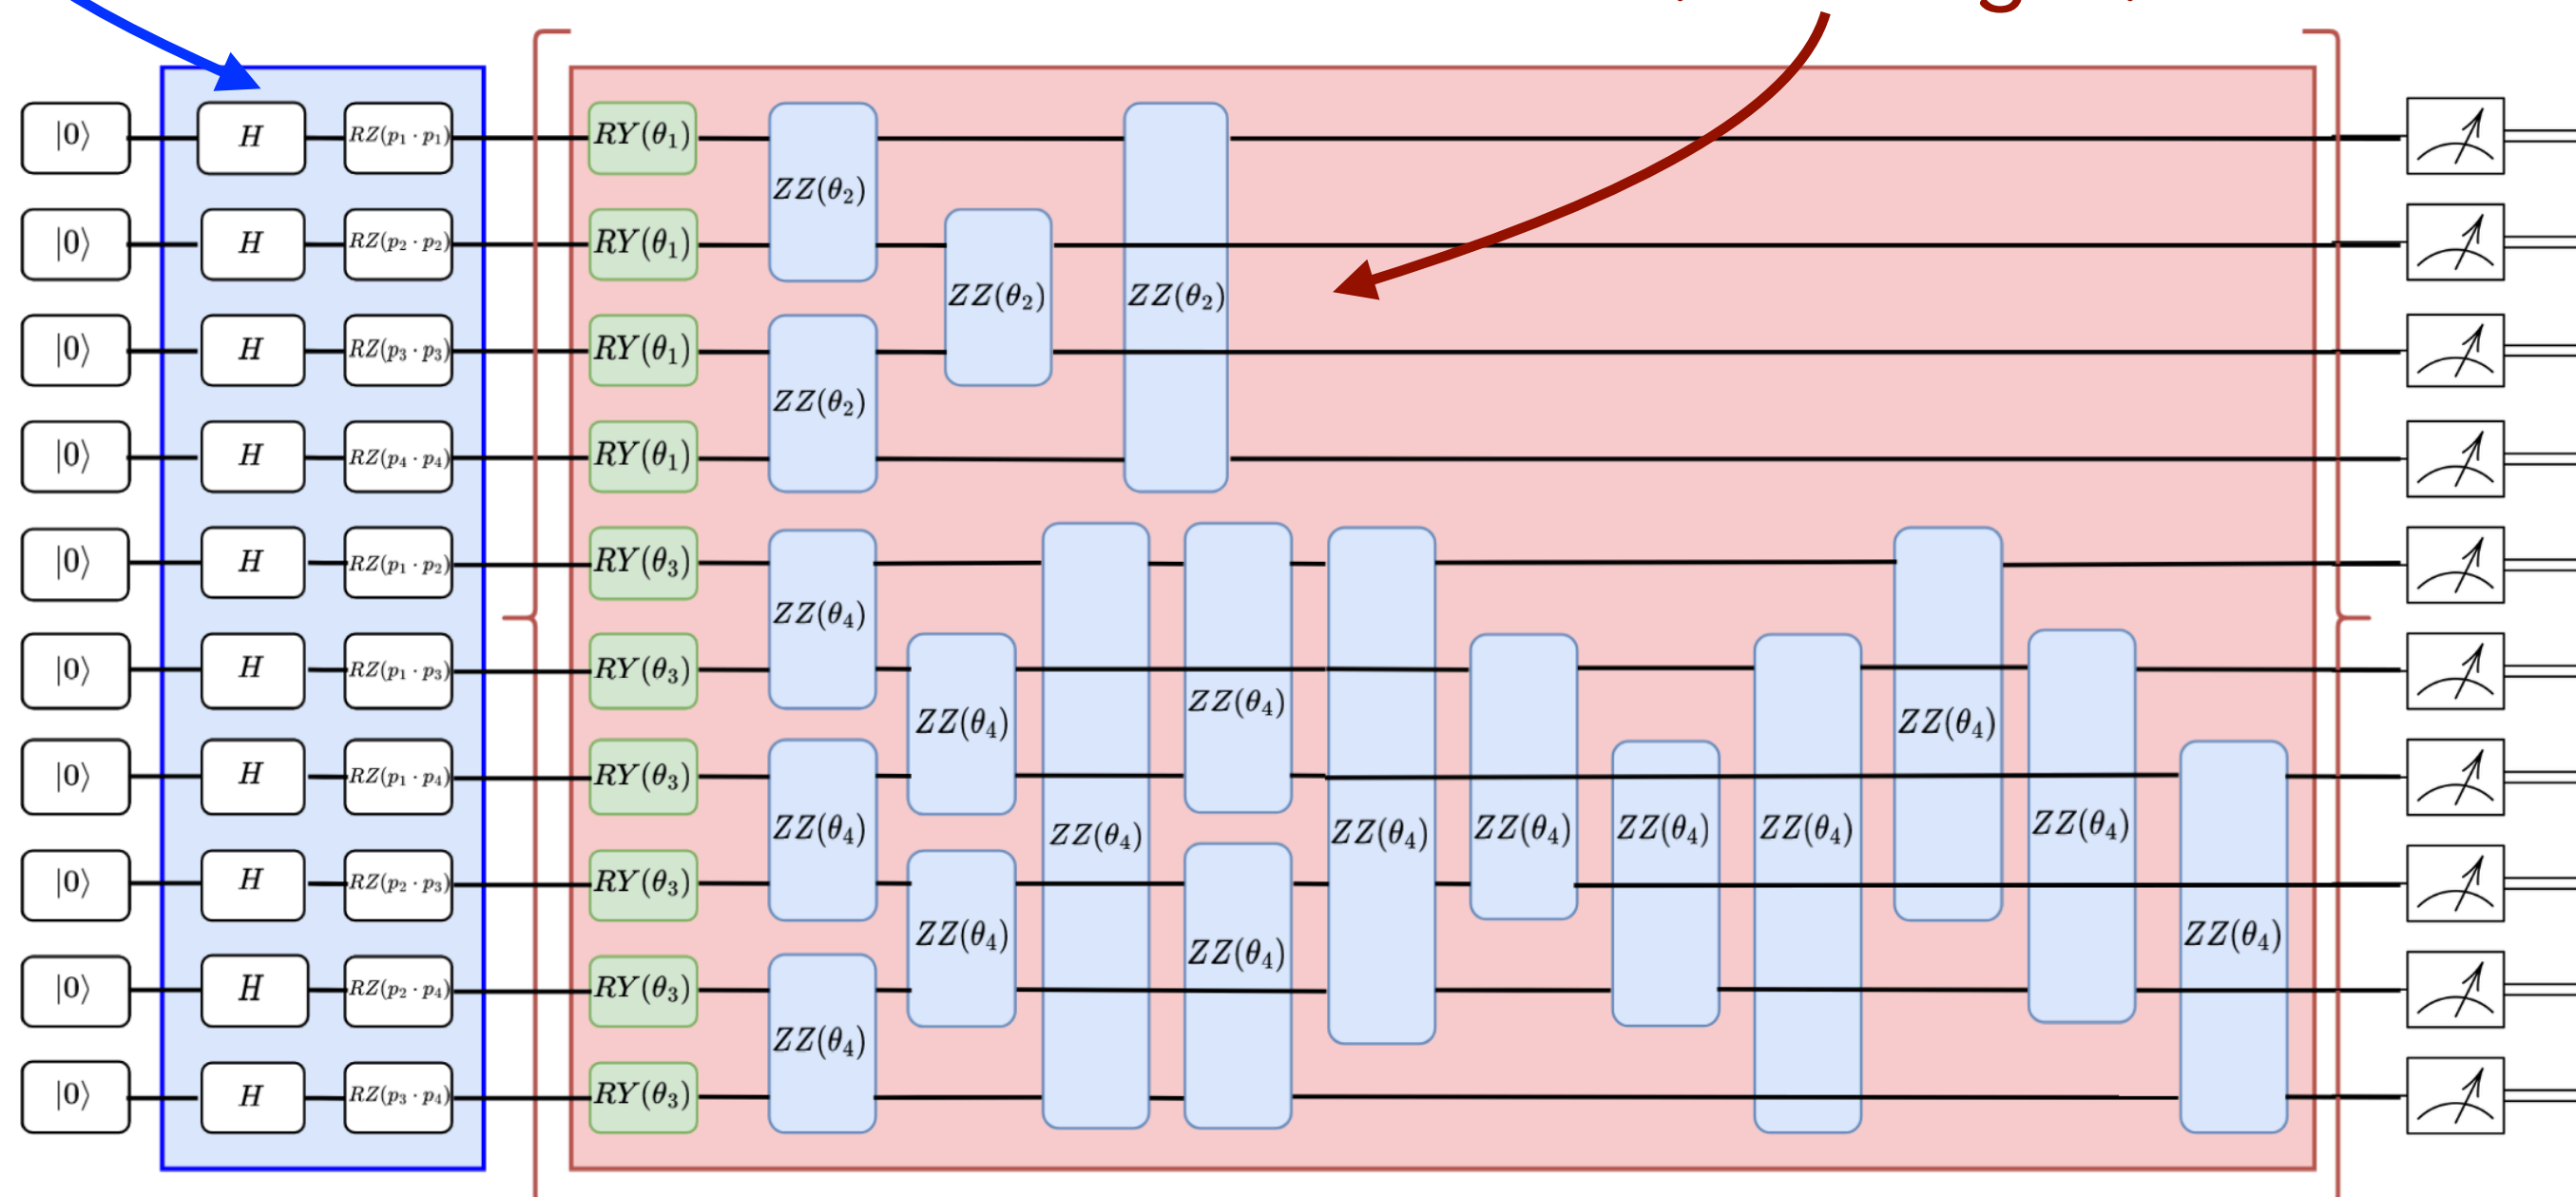 |0⟩ H RZ(p₁ · p₁) RY(θ₁)
ZZ(θ₂)
|0⟩ H RZ(p₂ · p₂) RY(θ₁)
ZZ(θ₂) ZZ(θ₂)
|0⟩ H RZ(p₃ · p₃) RY(θ₁)
ZZ(θ₂)
|0⟩ H RZ(p₄ · p₄) RY(θ₁)
|0⟩ H RZ(p₁ · p₂) RY(θ₃)
ZZ(θ₄)
|0⟩ H RZ(p₁ · p₃) RY(θ₃)
ZZ(θ₄) ZZ(θ₄) ZZ(θ₄)
|0⟩ H RZ(p₁ · p₄) RY(θ₃)
ZZ(θ₄) ZZ(θ₄) ZZ(θ₄) ZZ(θ₄) ZZ(θ₄) ZZ(θ₄) ZZ(θ₄)
|0⟩ H RZ(p₂ · p₃) RY(θ₃)
ZZ(θ₄) ZZ(θ₄) ZZ(θ₄)
|0⟩ H RZ(p₂ · p₄) RY(θ₃)
ZZ(θ₄)
|0⟩ H RZ(p₃ · p₄) RY(θ₃)